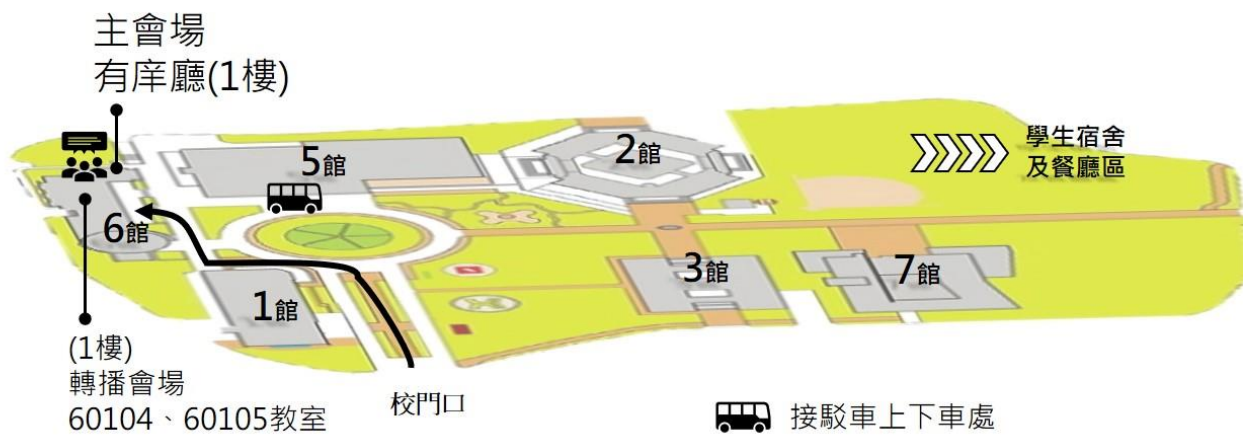 主會場
有庠廳(1樓)
5館
2館
學生宿舍
及餐廳區
6館
3館
7館
1館
(1樓)
轉播會場
60104、60105教室
校門口
接駁車上下車處